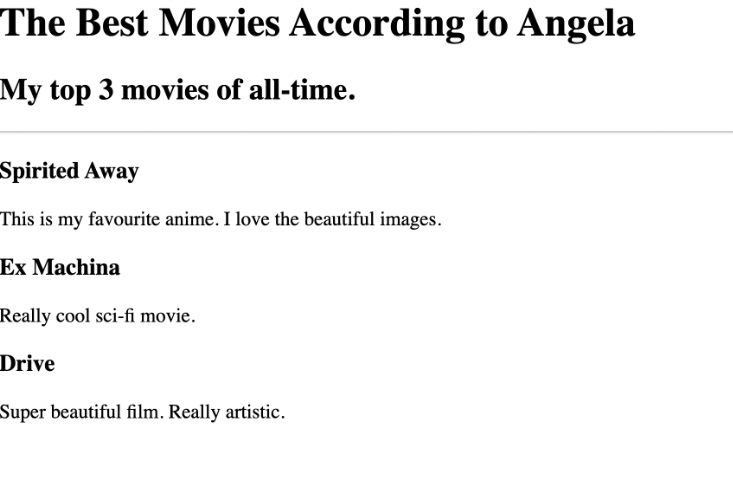 The Best Movies According to Angela
My top 3 movies of all-time.
Spirited Away
This is my favourite anime. I love the beautiful images.
Ex Machina
Really cool sci-fi movie.
Drive
Super beautiful film. Really artistic.